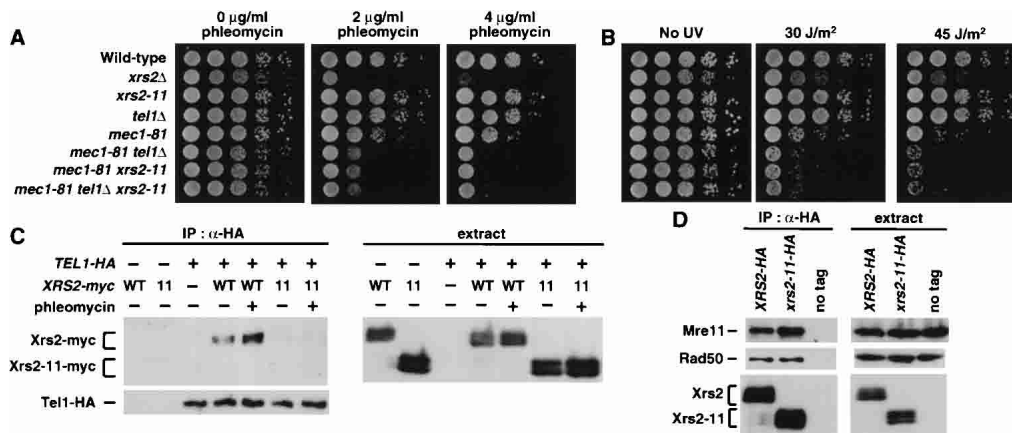 A
0 µg/ml
phleomycin
2 µg/ml
phleomycin
4 µg/ml
phleomycin
Wild-type
xrs2Δ
xrs2-11
tel1Δ
mec1-81
mec1-81 tel1Δ
mec1-81 xrs2-11
mec1-81 tel1Δ xrs2-11
B
No UV
30 J/m²
45 J/m²
C
IP : α-HA
extract
TEL1-HA – – + + + + + – – + + + + +
XRS2-myc WT 11 – WT WT 11 11 WT 11 – WT WT 11 11
phleomycin – – – – + – + – – – – + – +
Xrs2-myc
Xrs2-11-myc
Tel1-HA –
D
IP : α-HA
extract
XRS2-HA
xrs2-11-HA
no tag
XRS2-HA
xrs2-11-HA
no tag
Mre11 –
Rad50 –
Xrs2
Xrs2-11